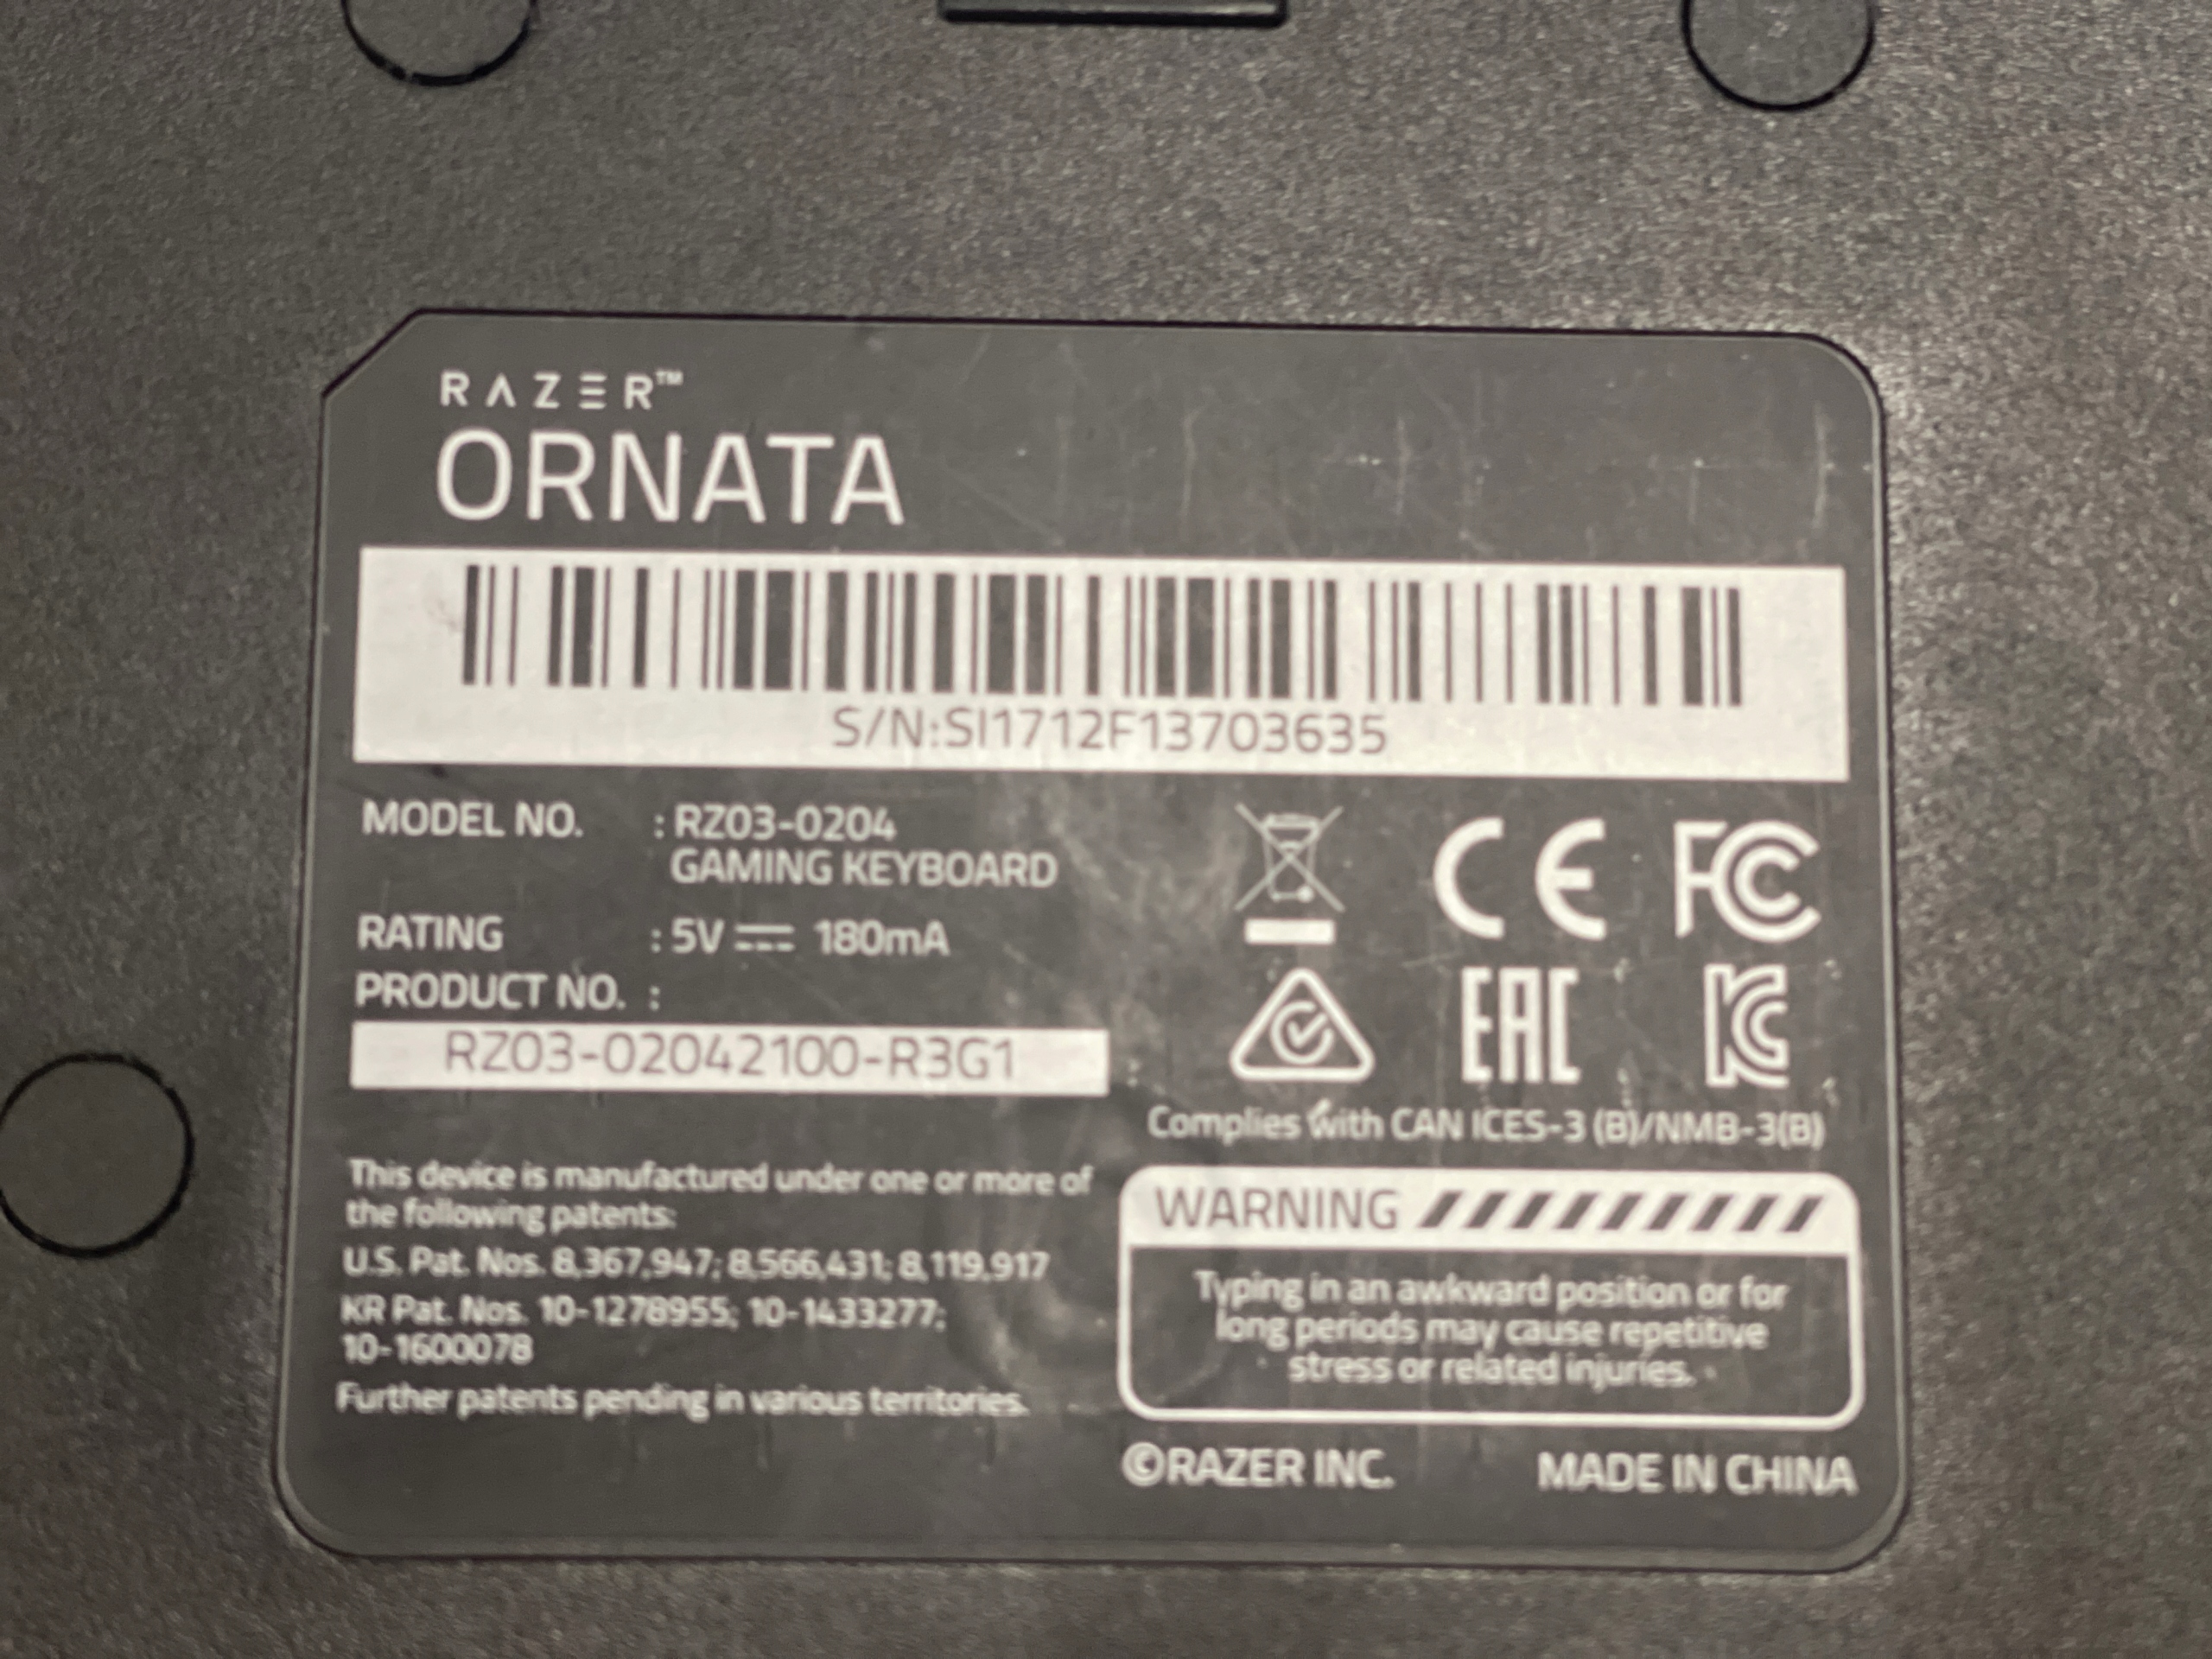 RAZER™
ORNATA
S/N:SI1712F13703635
MODEL NO. : RZ03-0204
GAMING KEYBOARD
RATING : 5V ⎓ 180mA
PRODUCT NO. :
RZ03-02042100-R3G1
CE FC
EAC KC
Complies with CAN ICES-3 (B)/NMB-3(B)
This device is manufactured under one or more of
the following patents:
U.S. Pat. Nos. 8,367,947; 8,566,431; 8,119,917
KR Pat. Nos. 10-1278955; 10-1433277;
10-1600078
Further patents pending in various territories.
WARNING
Typing in an awkward position or for
long periods may cause repetitive
stress or related injuries.
©RAZER INC. MADE IN CHINA